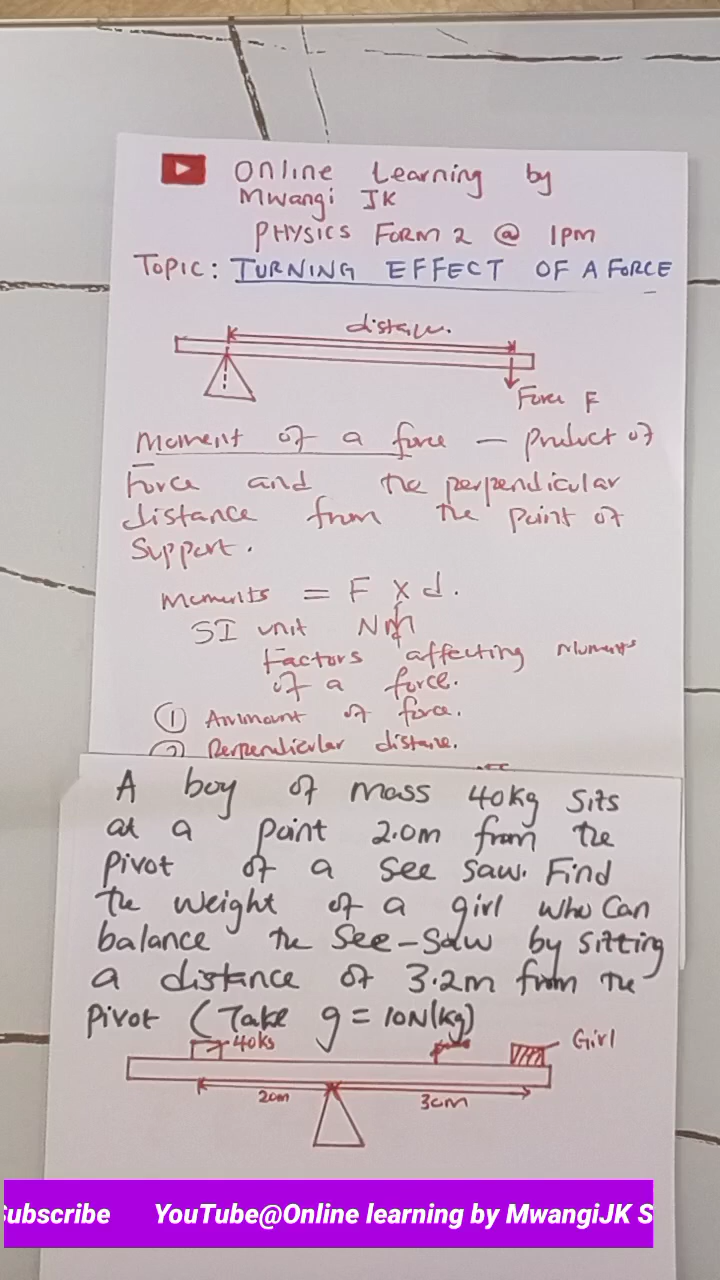 Online Learning by
Mwangi JK
PHYSICS FORM 2 @ 1PM
TOPIC: TURNING EFFECT OF A FORCE
distance.
Force F
Moment of a force — product of
Force and the perpendicular
distance from the point of
Support.
Moments = F x d.
SI unit Nm
Factors affecting Moments
of a force.
① Ammount of force.
② Perpendicular distance.
A boy of mass 40kg sits
at a point 2.0m from the
pivot of a see saw. Find
the weight of a girl who can
balance the See-Saw by sitting
a distance of 3.2m from the
pivot (Take g = 10N/kg)
40kg
Girl
Subscribe YouTube@Online learning by MwangiJK S